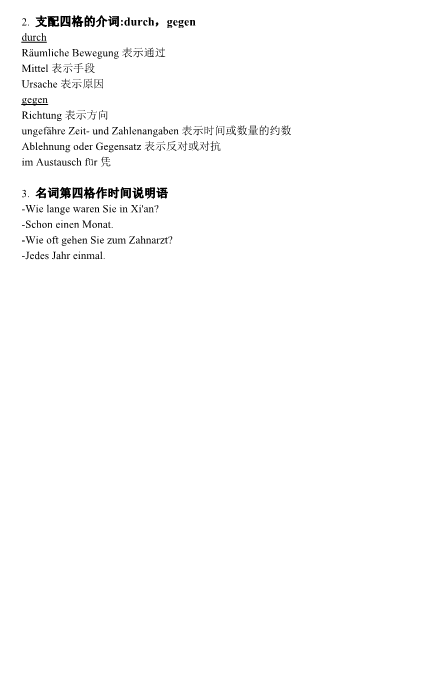 2. 支配四格的介词:durch，gegen
durch
Räumliche Bewegung 表示通过
Mittel 表示手段
Ursache 表示原因
gegen
Richtung 表示方向
ungefähre Zeit- und Zahlenangaben 表示时间或数量的约数
Ablehnung oder Gegensatz 表示反对或对抗
im Austausch für 凭
3. 名词第四格作时间说明语
-Wie lange waren Sie in Xi'an?
-Schon einen Monat.
-Wie oft gehen Sie zum Zahnarzt?
-Jedes Jahr einmal.